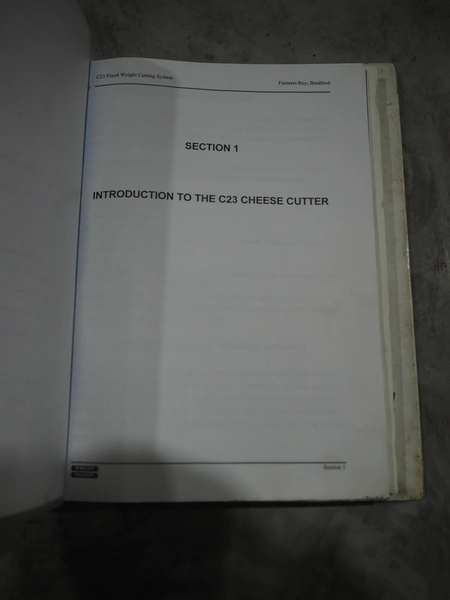 C23 Fixed Weight Cutting System
Farmers Boy, Bradford
SECTION 1
INTRODUCTION TO THE C23 CHEESE CUTTER
Section 1